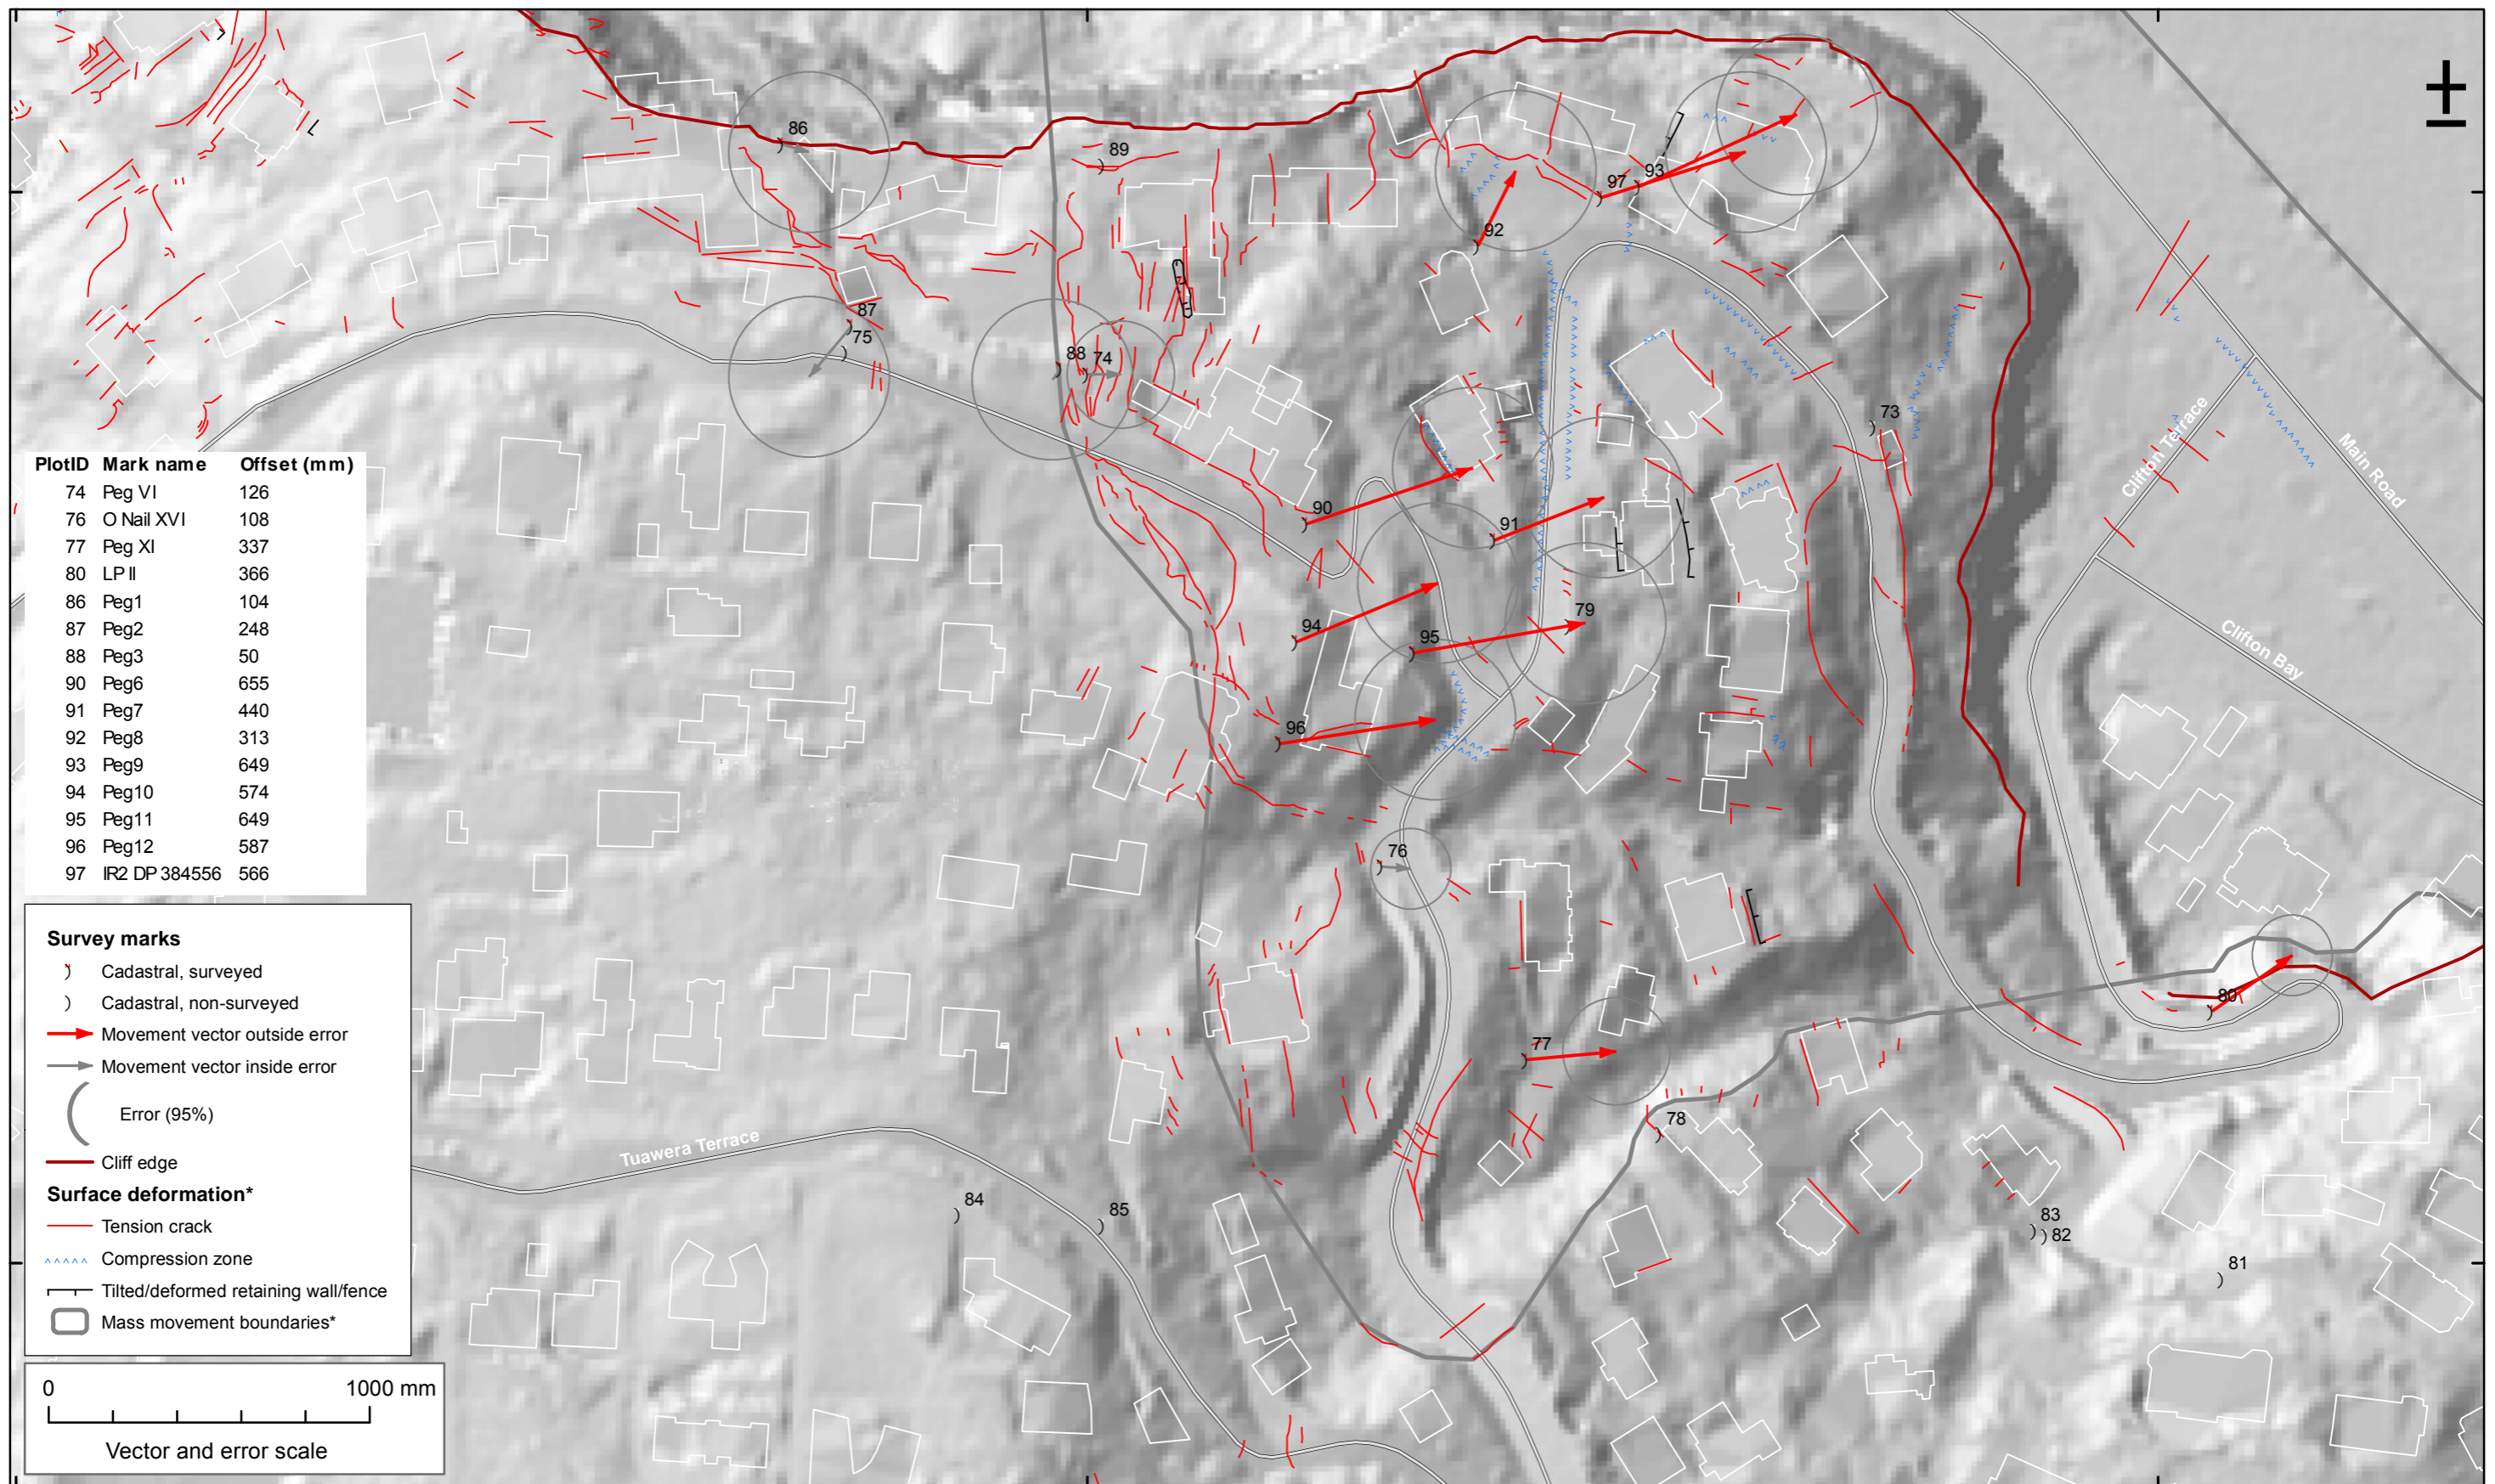 86
89
93
97
92
87
75
88
74
73
Clifton Terrace
Main Road
90
91
PlotID Mark name Offset (mm)
74 Peg VI 126
76 O Nail XVI 108
77 Peg XI 337
80 LP II 366
86 Peg1 104
87 Peg2 248
88 Peg3 50
90 Peg6 655
91 Peg7 440
92 Peg8 313
93 Peg9 649
94 Peg10 574
95 Peg11 649
96 Peg12 587
97 IR2 DP 384556 566
79
94
95
Clifton Bay
96
76
80
77
78
Survey marks
Cadastral, surveyed
Cadastral, non-surveyed
Movement vector outside error
Movement vector inside error
Error (95%)
Cliff edge
Surface deformation*
Tension crack
Compression zone
Tilted/deformed retaining wall/fence
Mass movement boundaries*
Tuawera Terrace
84
85
83
82
81
0 1000 mm
Vector and error scale